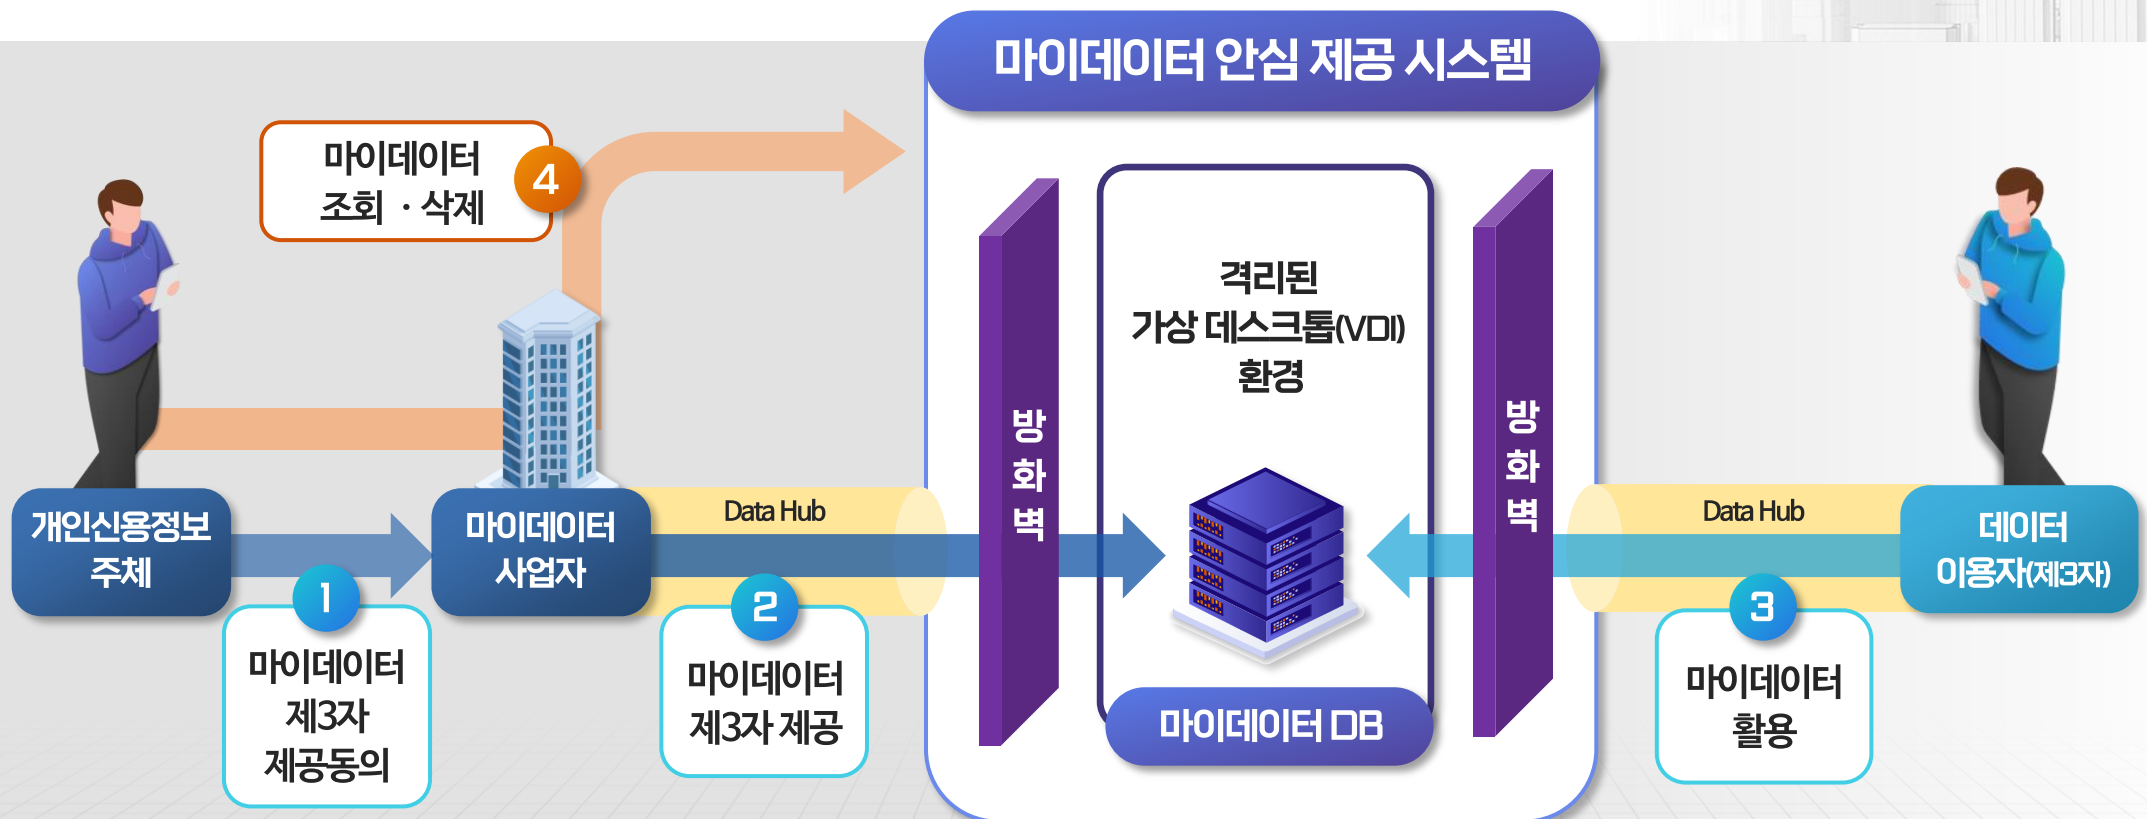 마이데이터 안심 제공 시스템
마이데이터
조회 · 삭제
4
격리된
가상 데스크톱(VDI)
환경
방
화
벽
방
화
벽
개인신용정보
주체
마이데이터
사업자
Data Hub
Data Hub
데이터
이용자(제3자)
1
마이데이터
제3자
제공동의
2
마이데이터
제3자 제공
마이데이터 DB
3
마이데이터
활용